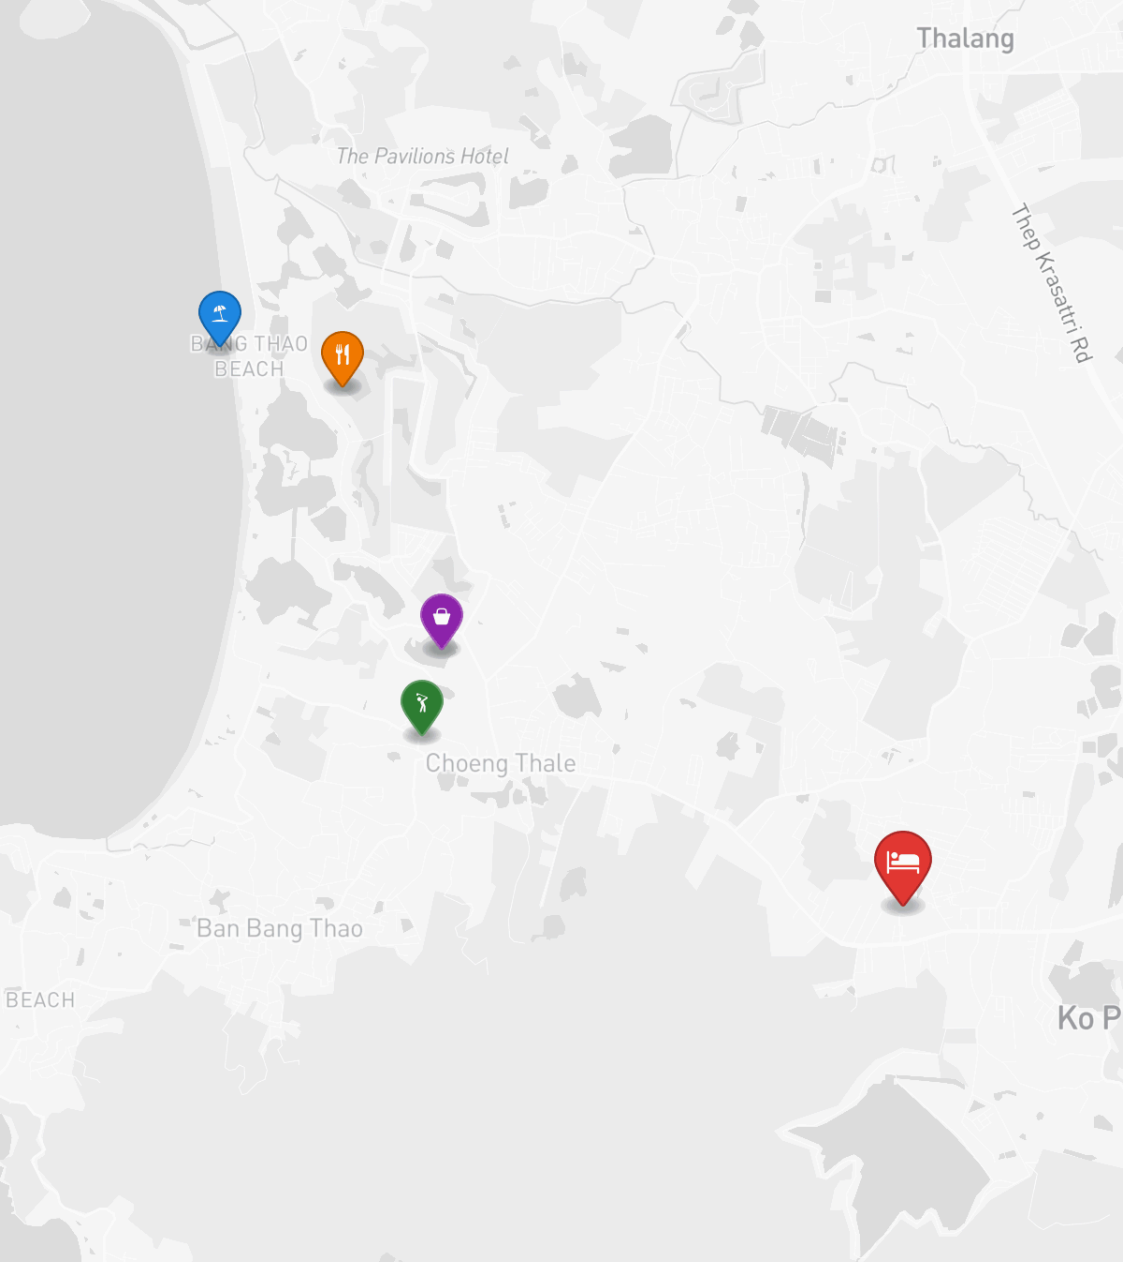 Thalang
The Pavilions Hotel
Thep Krasattri Rd
BANG THAO
BEACH
Choeng Thale
Ban Bang Thao
BEACH
Ko P